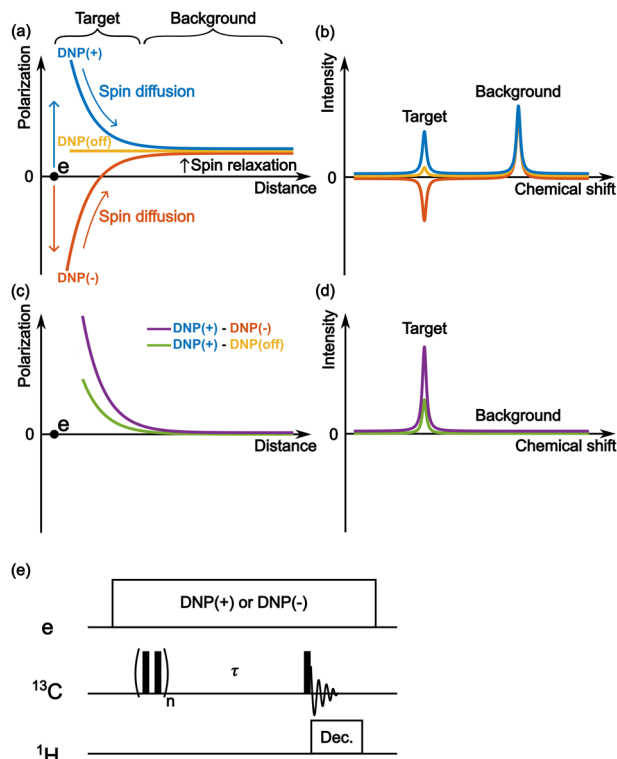 Target
Background
(a)
DNP(+)
Polarization
Spin diffusion
DNP(off)
e
0
↑Spin relaxation
Distance
Spin diffusion
DNP(-)
(b)
Intensity
Target
Background
0
Chemical shift
(c)
Polarization
DNP(+) - DNP(-)
DNP(+) - DNP(off)
e
0
Distance
(d)
Intensity
Target
Background
0
Chemical shift
(e)
DNP(+) or DNP(-)
e
τ
¹³C
n
Dec.
¹H